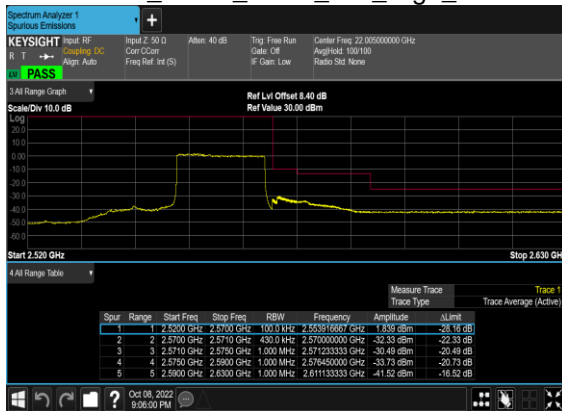 Spectrum Analyzer 1
Spurious Emissions
+
KEYSIGHT Input: RF Input Z: 50 Ω Atten: 40 dB Trig: Free Run Center Freq: 22.005000000 GHz
R T Coupling: DC Corr CCorr Gate: Off Avg|Hold: 100/100
Align: Auto Freq Ref: Int (S) IF Gain: Low Radio Std: None
PASS
3 All Range Graph Ref Lvl Offset 8.40 dB
Scale/Div 10.0 dB Ref Value 30.00 dBm
Log
20.0
10.0
0.00
-10.0
-20.0
-30.0
-40.0
-50.0
-60.0
Start 2.520 GHz Stop 2.630 GH
4 All Range Table
Measure Trace Trace 1
Trace Type Trace Average (Active)
Spur Range Start Freq Stop Freq RBW Frequency Amplitude ΔLimit
1 1 2.5200 GHz 2.5700 GHz 100.0 kHz 2.553916667 GHz 1.839 dBm -28.16 dB
2 2 2.5700 GHz 2.5710 GHz 430.0 kHz 2.570000000 GHz -32.33 dBm -22.33 dB
3 3 2.5710 GHz 2.5750 GHz 1.000 MHz 2.571233333 GHz -30.49 dBm -20.49 dB
4 4 2.5750 GHz 2.5900 GHz 1.000 MHz 2.576450000 GHz -33.73 dBm -20.73 dB
5 5 2.5900 GHz 2.6300 GHz 1.000 MHz 2.611133333 GHz -41.52 dBm -16.52 dB
? Oct 08, 2022
9:06:00 PM